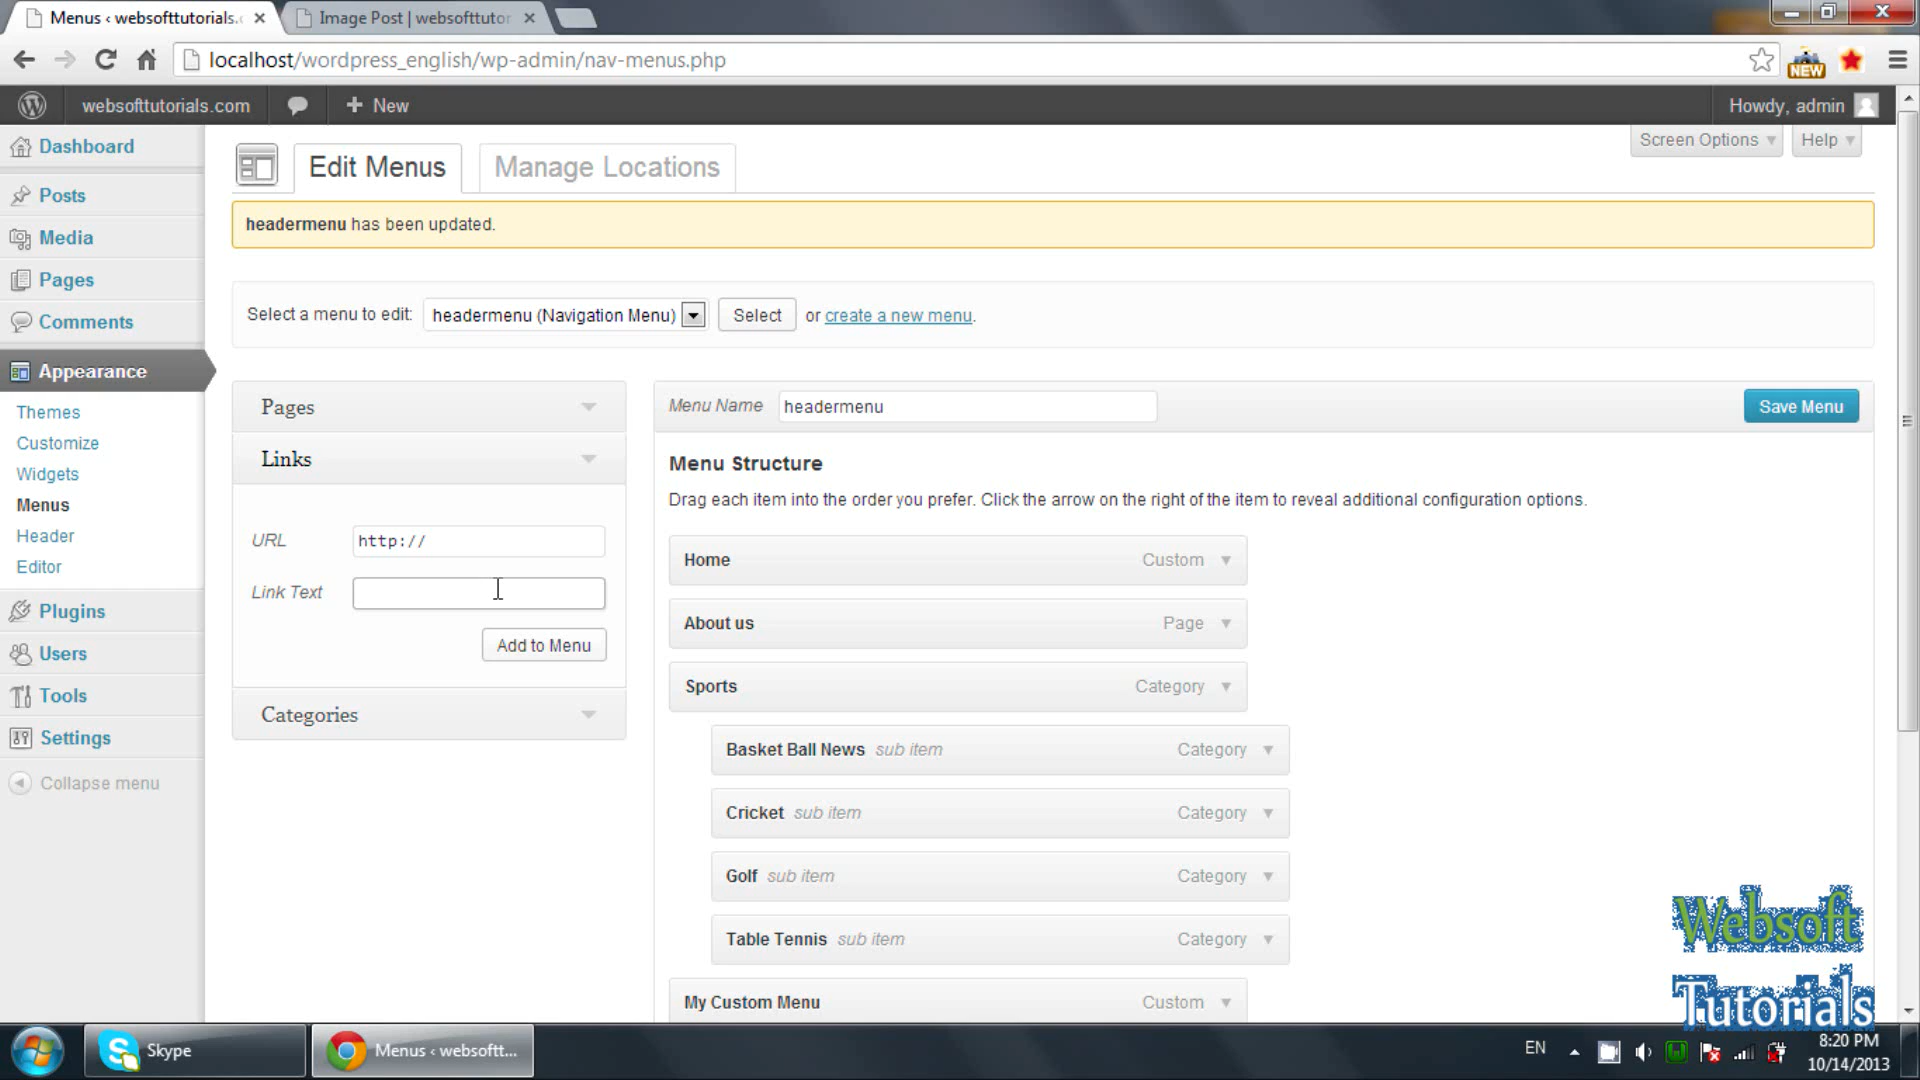 Menus ‹ websofttutorials.
Image Post | websofttutor
localhost/wordpress_english/wp-admin/nav-menus.php
NEW
websofttutorials.com
New
Howdy, admin
Screen Options
Help
Dashboard
Posts
Media
Pages
Comments
Appearance
Themes
Customize
Widgets
Menus
Header
Editor
Plugins
Users
Tools
Settings
Collapse menu
Edit Menus
Manage Locations
headermenu has been updated.
Select a menu to edit: headermenu (Navigation Menu) Select or create a new menu.
Pages
Links
URL http://
Link Text
Add to Menu
Categories
Menu Name headermenu
Save Menu
Menu Structure
Drag each item into the order you prefer. Click the arrow on the right of the item to reveal additional configuration options.
Home Custom
About us Page
Sports Category
Basket Ball News sub item Category
Cricket sub item Category
Golf sub item Category
Table Tennis sub item Category
My Custom Menu Custom
Websoft
Tutorials
Skype
Menus ‹ websoftt...
EN
8:20 PM
10/14/2013